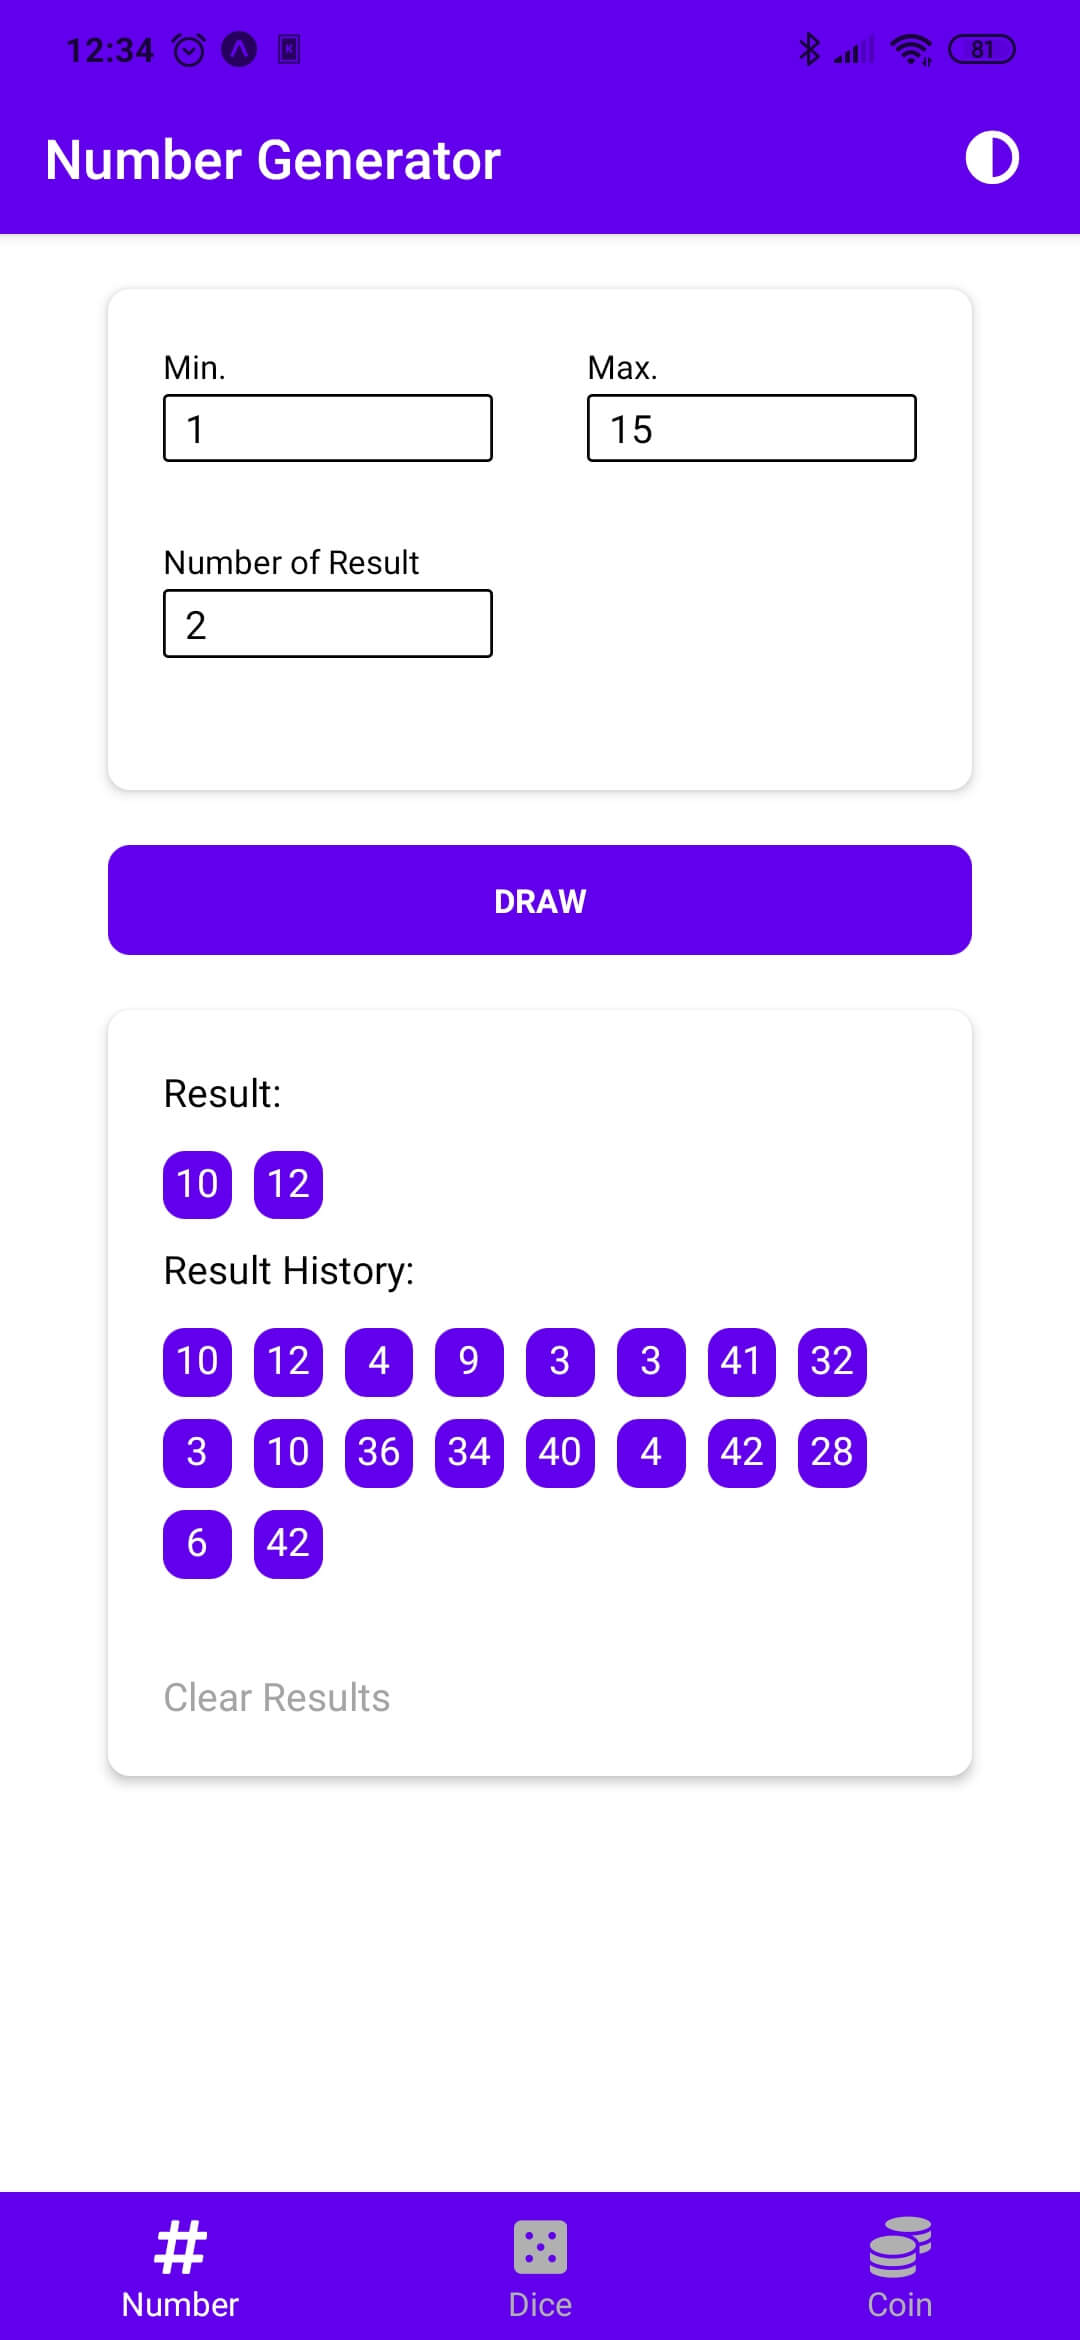 12:34 81
Number Generator
Min. Max.
1 15
Number of Result
2
DRAW
Result:
10 12
Result History:
10 12 4 9 3 3 41 32
3 10 36 34 40 4 42 28
6 42
Clear Results
Number Dice Coin